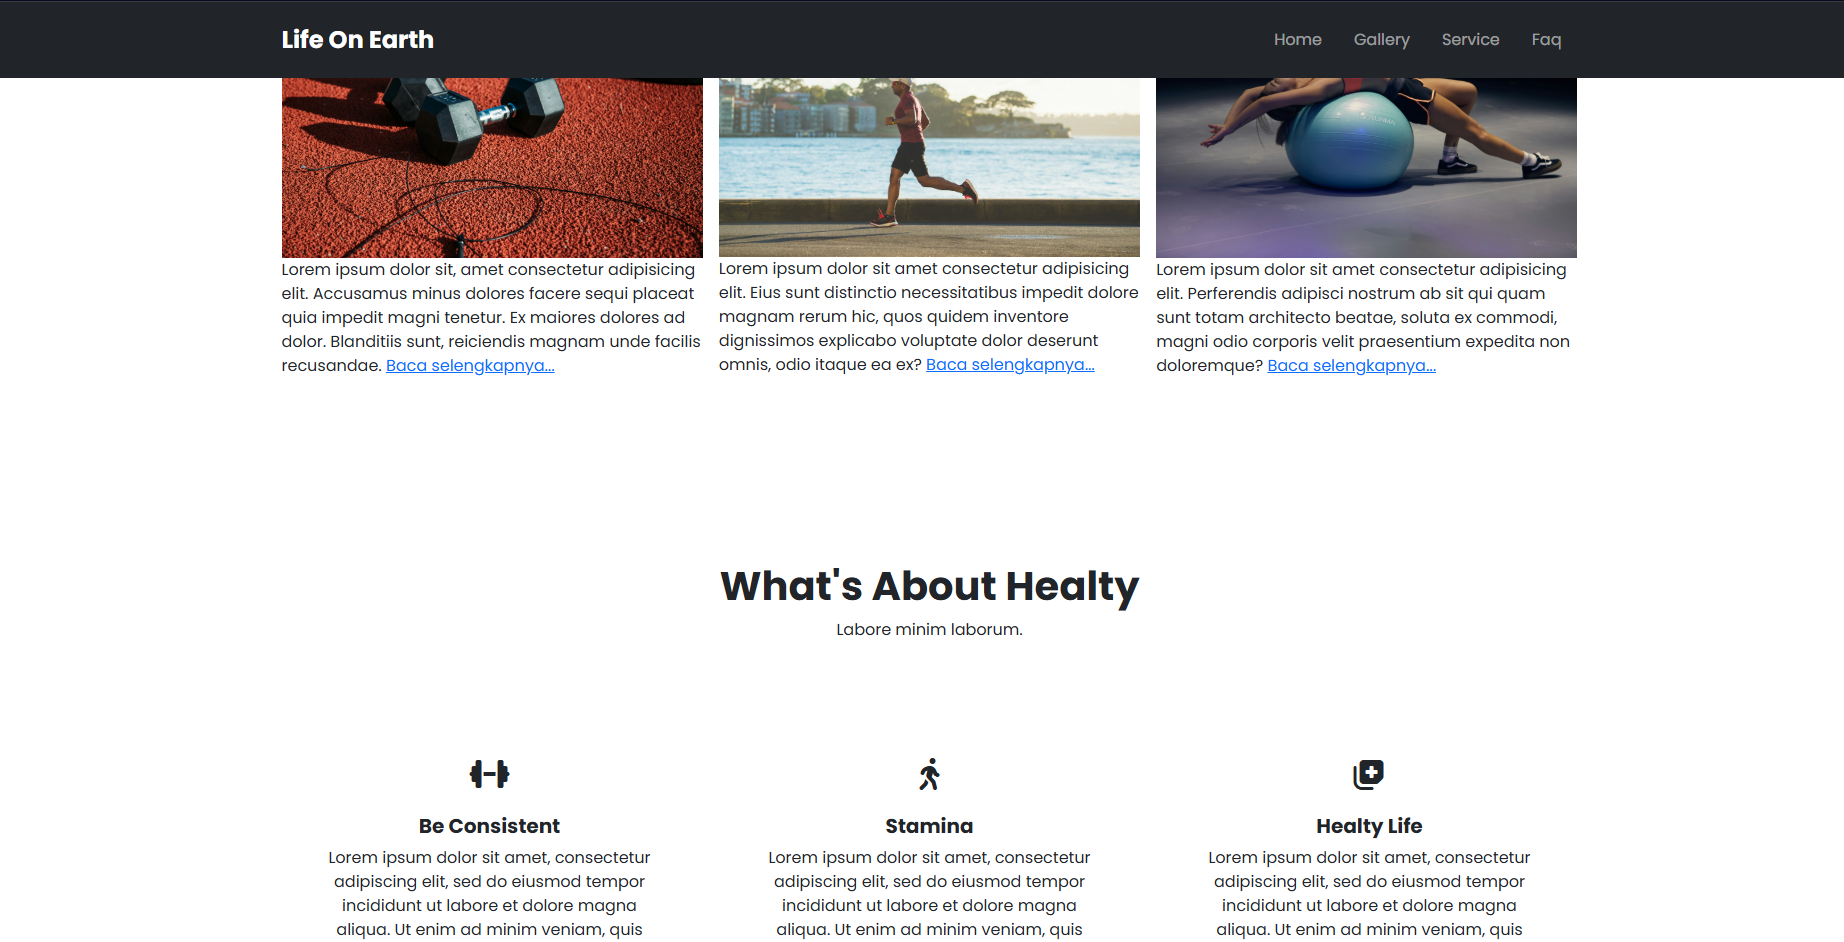 Life On Earth
Home Gallery Service Faq
Lorem ipsum dolor sit, amet consectetur adipisicing
elit. Accusamus minus dolores facere sequi placeat
quia impedit magni tenetur. Ex maiores dolores ad
dolor. Blanditiis sunt, reiciendis magnam unde facilis
recusandae. Baca selengkapnya...
Lorem ipsum dolor sit amet consectetur adipisicing
elit. Eius sunt distinctio necessitatibus impedit dolore
magnam rerum hic, quos quidem inventore
dignissimos explicabo voluptate dolor deserunt
omnis, odio itaque ea ex? Baca selengkapnya...
Lorem ipsum dolor sit amet consectetur adipisicing
elit. Perferendis adipisci nostrum ab sit qui quam
sunt totam architecto beatae, soluta ex commodi,
magni odio corporis velit praesentium expedita non
doloremque? Baca selengkapnya...
What's About Healty
Labore minim laborum.
Be Consistent
Lorem ipsum dolor sit amet, consectetur
adipiscing elit, sed do eiusmod tempor
incididunt ut labore et dolore magna
aliqua. Ut enim ad minim veniam, quis
Stamina
Lorem ipsum dolor sit amet, consectetur
adipiscing elit, sed do eiusmod tempor
incididunt ut labore et dolore magna
aliqua. Ut enim ad minim veniam, quis
Healty Life
Lorem ipsum dolor sit amet, consectetur
adipiscing elit, sed do eiusmod tempor
incididunt ut labore et dolore magna
aliqua. Ut enim ad minim veniam, quis